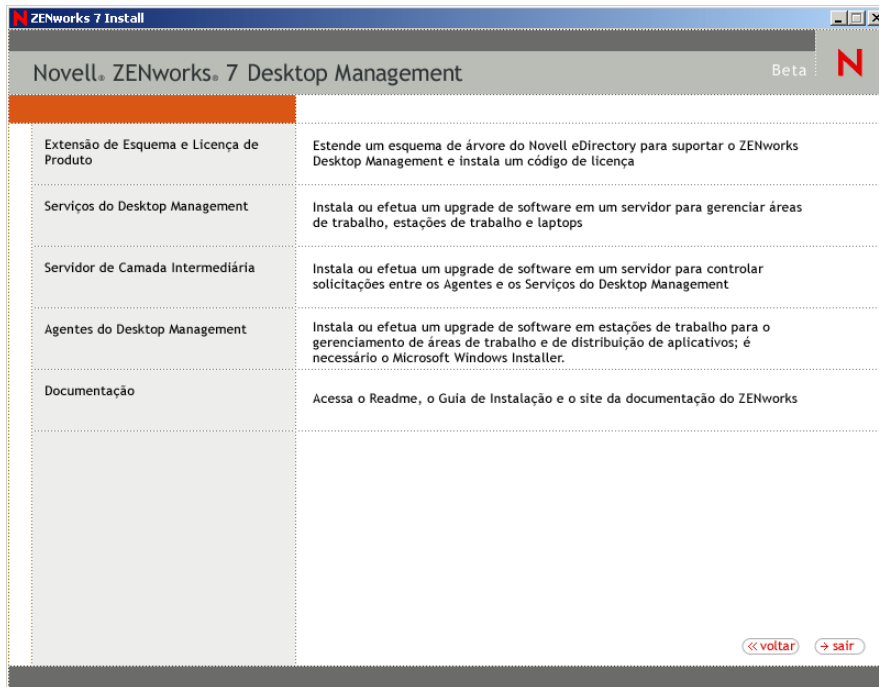 N ZENworks 7 Install
Novell® ZENworks® 7 Desktop Management
Beta
N
Extensão de Esquema e Licença de
Produto
Estende um esquema de árvore do Novell eDirectory para suportar o ZENworks
Desktop Management e instala um código de licença
Serviços do Desktop Management
Instala ou efetua um upgrade de software em um servidor para gerenciar áreas
de trabalho, estações de trabalho e laptops
Servidor de Camada Intermediária
Instala ou efetua um upgrade de software em um servidor para controlar
solicitações entre os Agentes e os Serviços do Desktop Management
Agentes do Desktop Management
Instala ou efetua um upgrade de software em estações de trabalho para o
gerenciamento de áreas de trabalho e de distribuição de aplicativos; é
necessário o Microsoft Windows Installer.
Documentação
Acessa o Readme, o Guia de Instalação e o site da documentação do ZENworks
voltar
sair